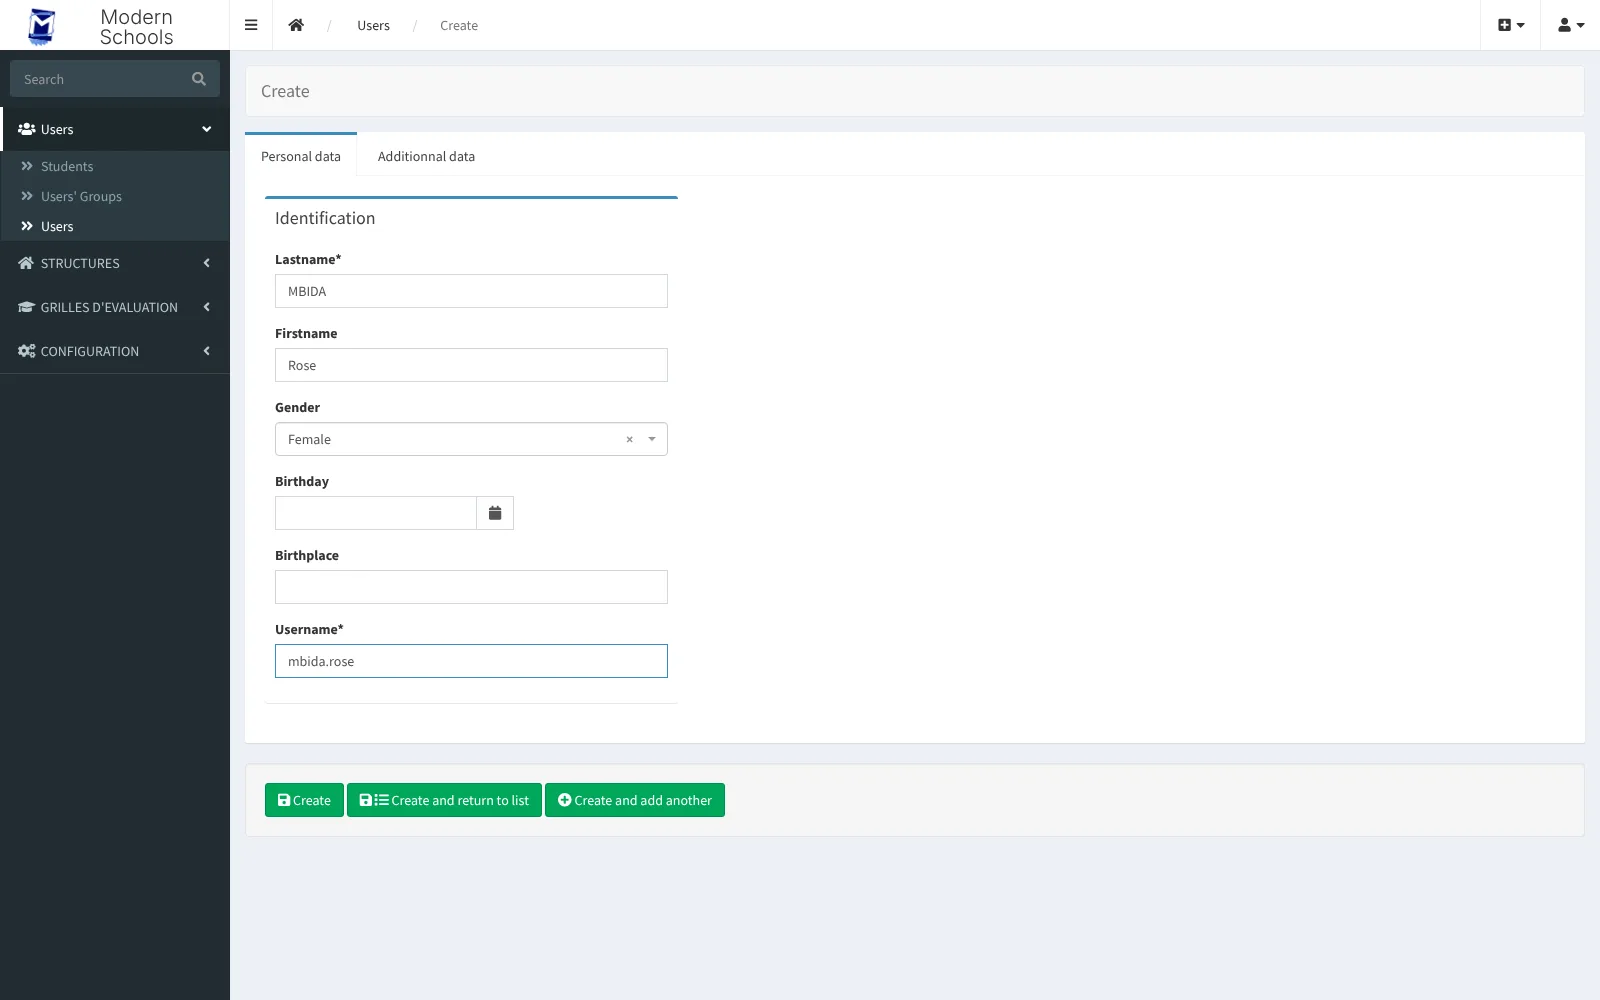 Modern
Schools
Users / Create
Search
Users
Students
Users' Groups
Users
STRUCTURES
GRILLES D'EVALUATION
CONFIGURATION
Create
Personal data
Additionnal data
Identification
Lastname*
MBIDA
Firstname
Rose
Gender
Female
Birthday
Birthplace
Username*
mbida.rose
Create
Create and return to list
Create and add another